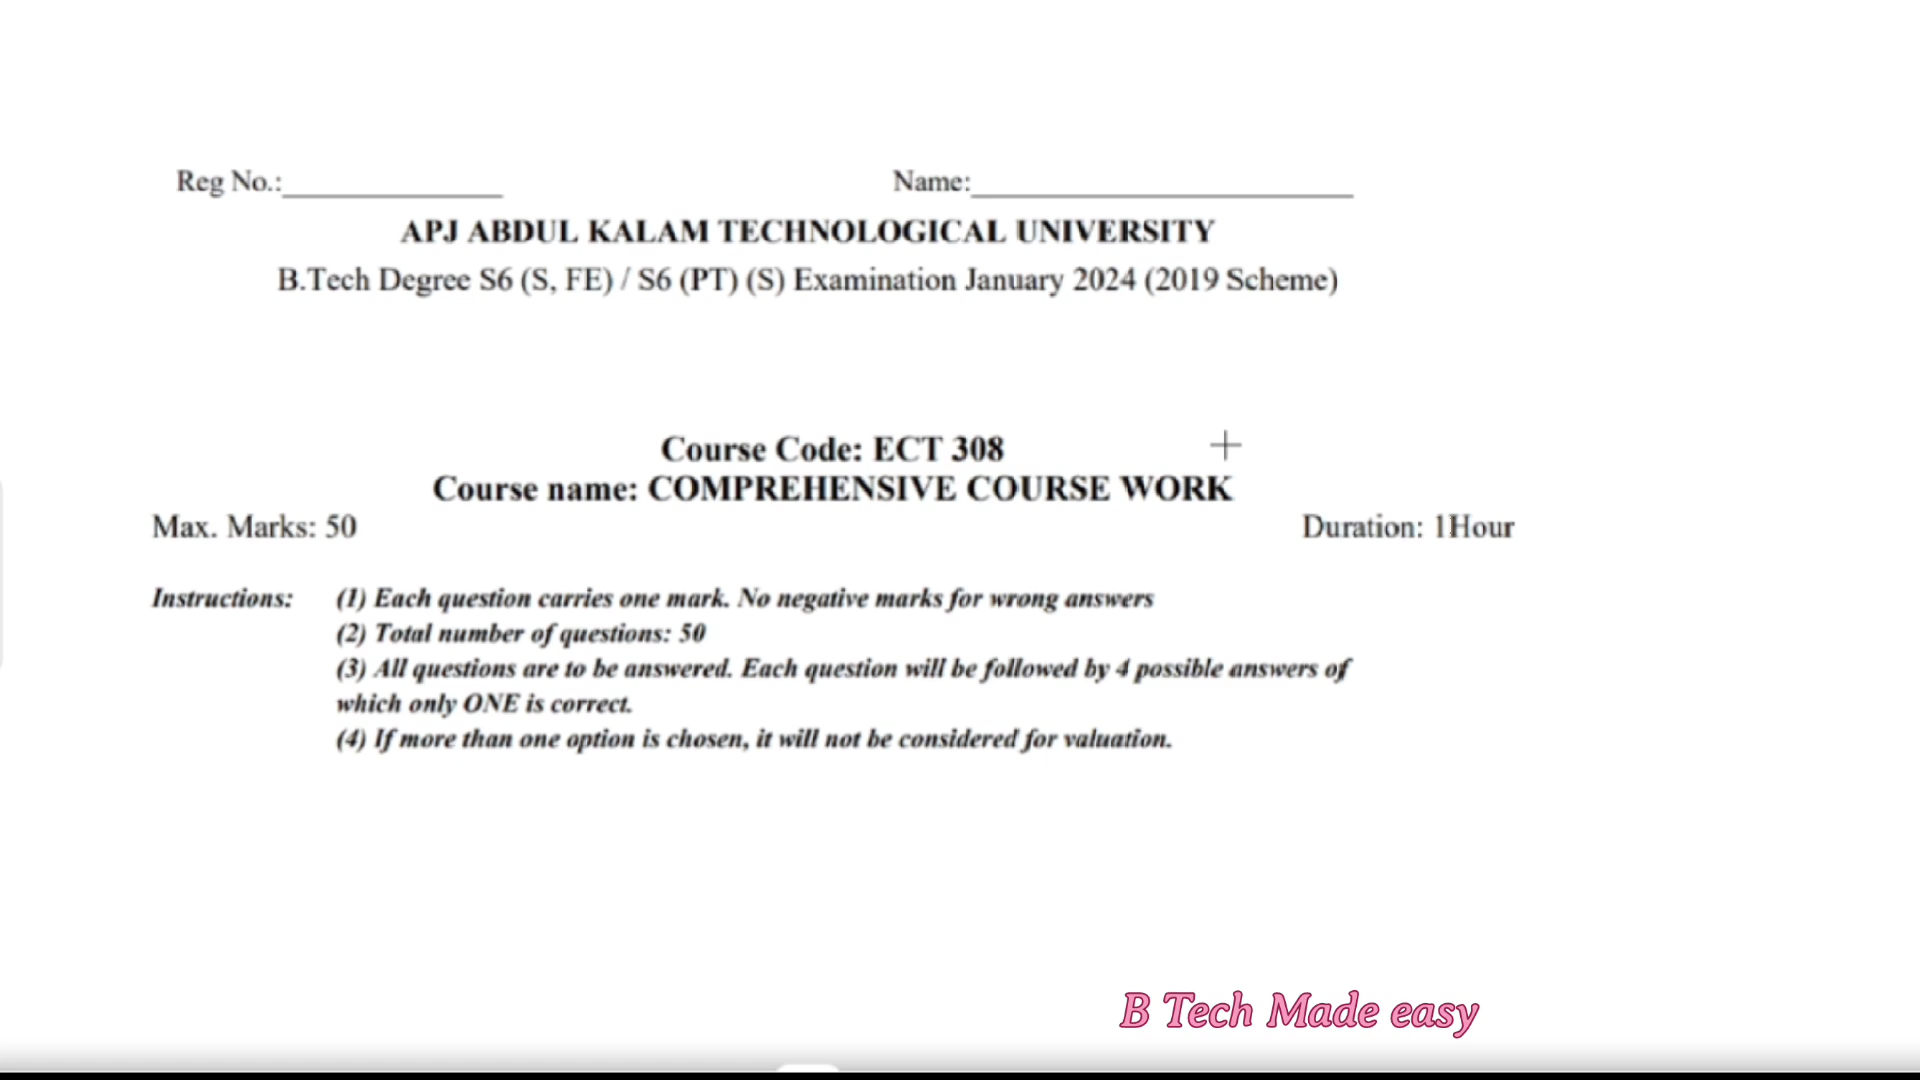 Reg No.:_______________ Name:__________________________
APJ ABDUL KALAM TECHNOLOGICAL UNIVERSITY
B.Tech Degree S6 (S, FE) / S6 (PT) (S) Examination January 2024 (2019 Scheme)
Course Code: ECT 308
Course name: COMPREHENSIVE COURSE WORK
Max. Marks: 50 Duration: 1Hour
Instructions: (1) Each question carries one mark. No negative marks for wrong answers
(2) Total number of questions: 50
(3) All questions are to be answered. Each question will be followed by 4 possible answers of
which only ONE is correct.
(4) If more than one option is chosen, it will not be considered for valuation.
B Tech Made easy